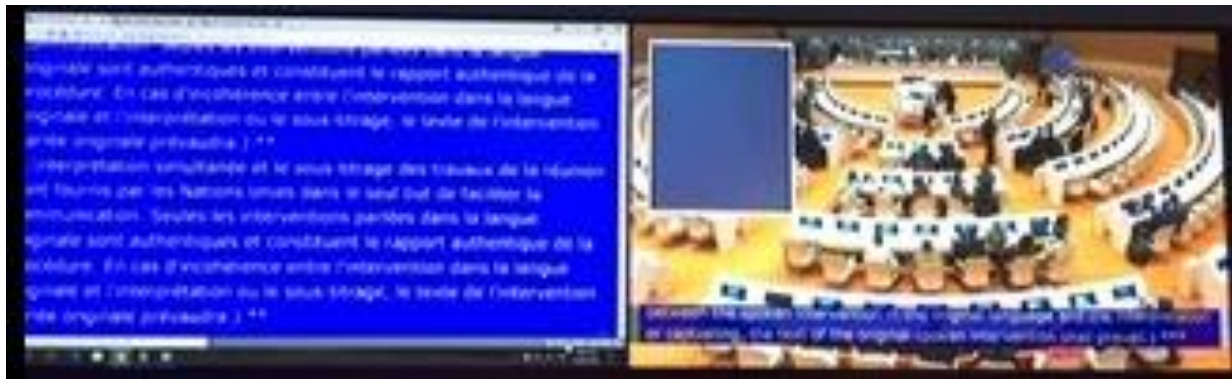 originale sont authentiques et constituent le rapport authentique de la
procédure. En cas d'incohérence entre l'intervention dans la langue
originale et l'interprétation ou le sous-titrage, le texte de l'intervention
parlée originale prévaudra.) **
L'interprétation simultanée et le sous-titrage des travaux de la réunion
sont fournis par les Nations Unies dans le seul but de faciliter la
communication. Seules les interventions parlées dans la langue
originale sont authentiques et constituent le rapport authentique de la
procédure. En cas d'incohérence entre l'intervention dans la langue
originale et l'interprétation ou le sous-titrage, le texte de l'intervention
parlée originale prévaudra.) **
between the spoken intervention in the original language and the interpretation
or captioning, the text of the original spoken intervention shall prevail.) ***